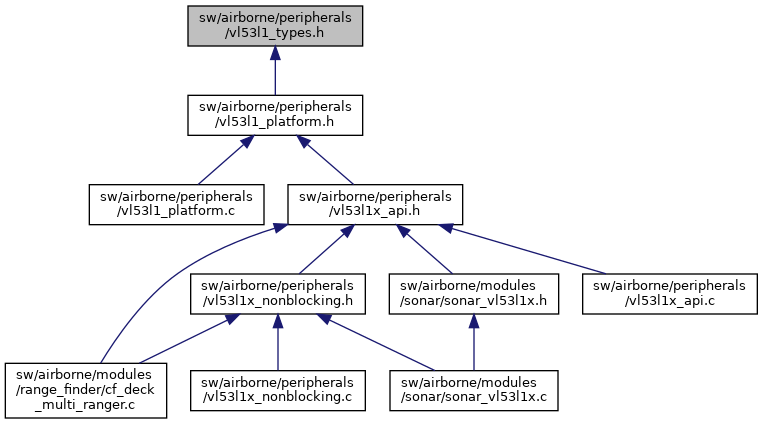 sw/airborne/peripherals
/vl53l1_types.h
sw/airborne/peripherals
/vl53l1_platform.h
sw/airborne/peripherals
/vl53l1_platform.c
sw/airborne/peripherals
/vl53l1x_api.h
sw/airborne/peripherals
/vl53l1x_nonblocking.h
sw/airborne/modules
/sonar/sonar_vl53l1x.h
sw/airborne/peripherals
/vl53l1x_api.c
sw/airborne/modules
/range_finder/cf_deck
_multi_ranger.c
sw/airborne/peripherals
/vl53l1x_nonblocking.c
sw/airborne/modules
/sonar/sonar_vl53l1x.c